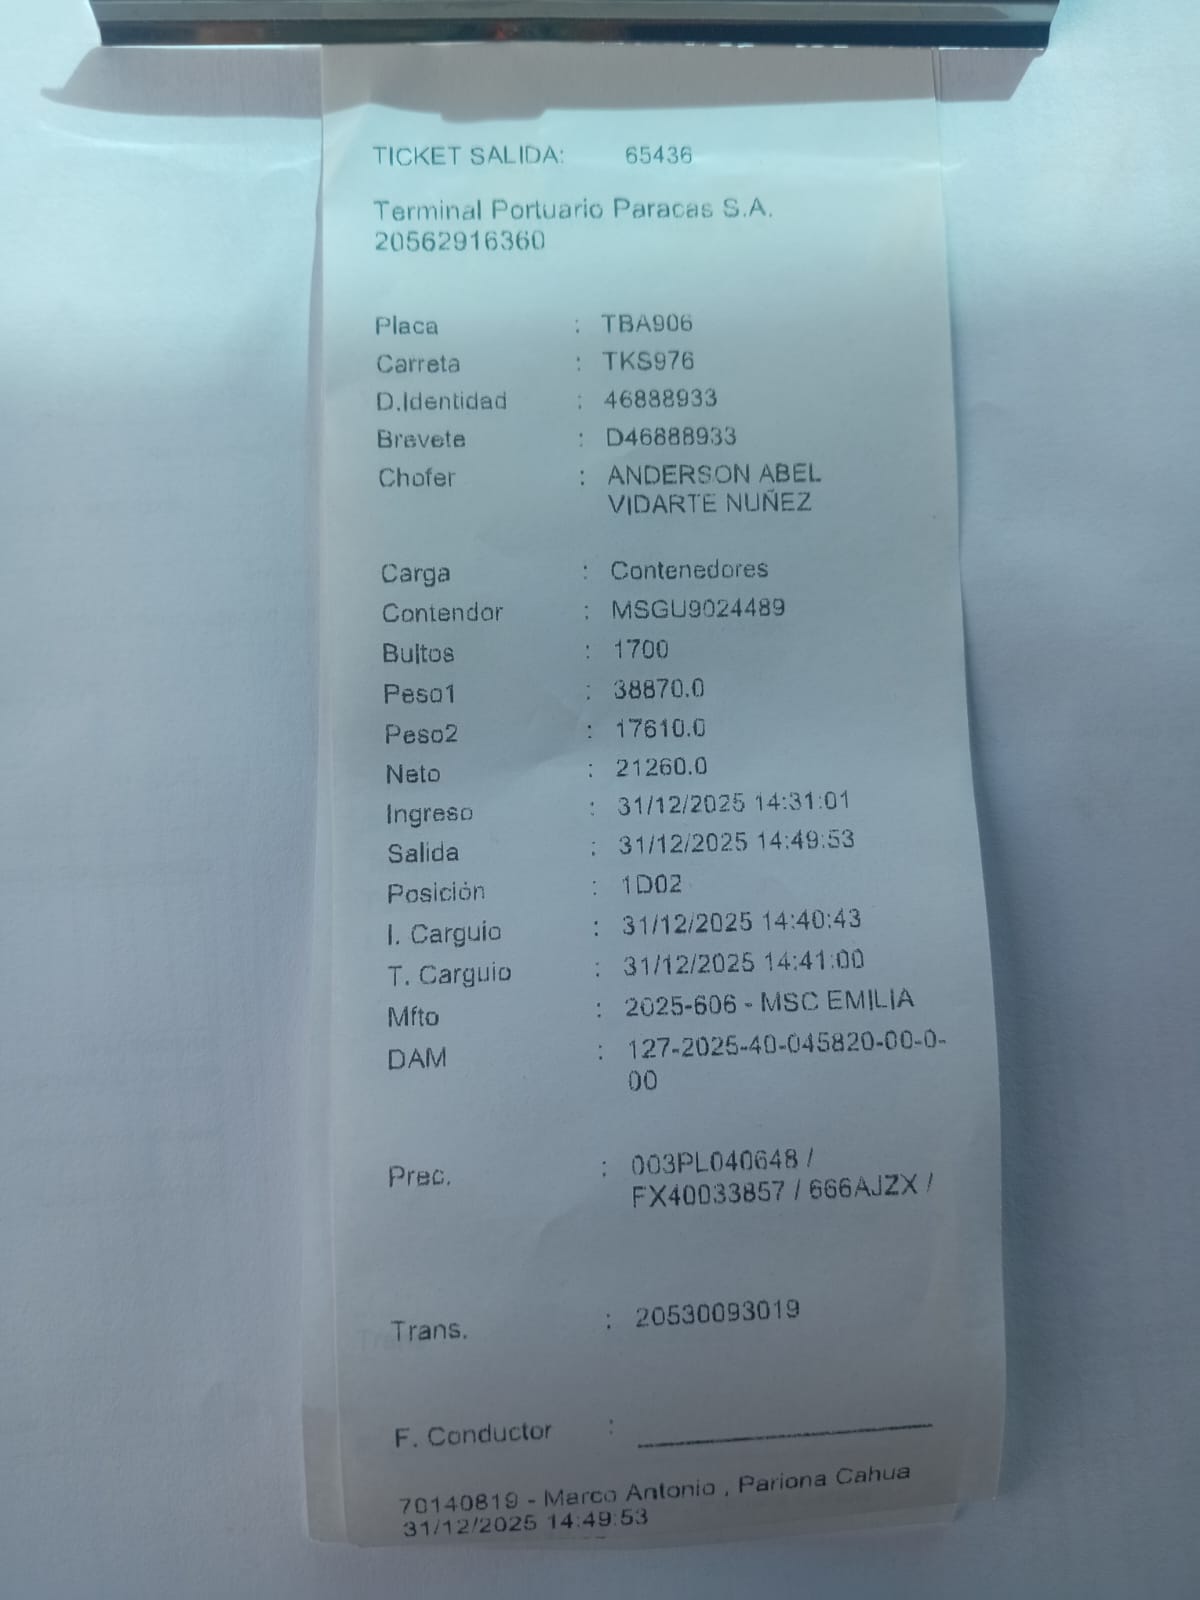 TICKET SALIDA: 65436
Terminal Portuario Paracas S.A.
20562916360
Placa : TBA906
Carreta : TKS976
D.Identidad : 46888933
Brevete : D46888933
Chofer : ANDERSON ABEL
VIDARTE NUÑEZ
Carga : Contenedores
Contendor : MSGU9024489
Bultos : 1700
Peso1 : 38870.0
Peso2 : 17610.0
Neto : 21260.0
Ingreso : 31/12/2025 14:31:01
Salida : 31/12/2025 14:49:53
Posición : 1D02
I. Carguio : 31/12/2025 14:40:43
T. Carguio : 31/12/2025 14:41:00
Mfto : 2025-606 - MSC EMILIA
DAM : 127-2025-40-045820-00-0-
00
Prec. : 003PL040648 /
FX40033857 / 666AJZX /
Trans. : 20530093019
F. Conductor :
70140819 - Marco Antonio , Pariona Cahua
31/12/2025 14:49:53